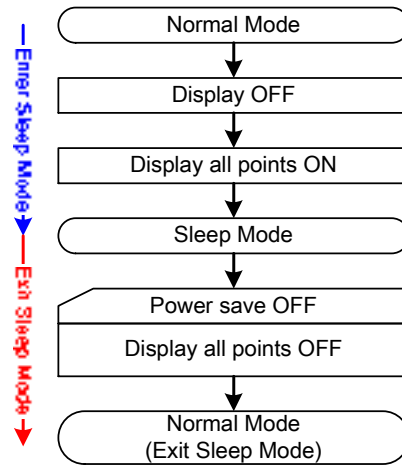 Normal Mode
Display OFF
Display all points ON
Sleep Mode
Power save OFF
Display all points OFF
Normal Mode
(Exit Sleep Mode)
Enter Sleep Mode
Exit Sleep Mode